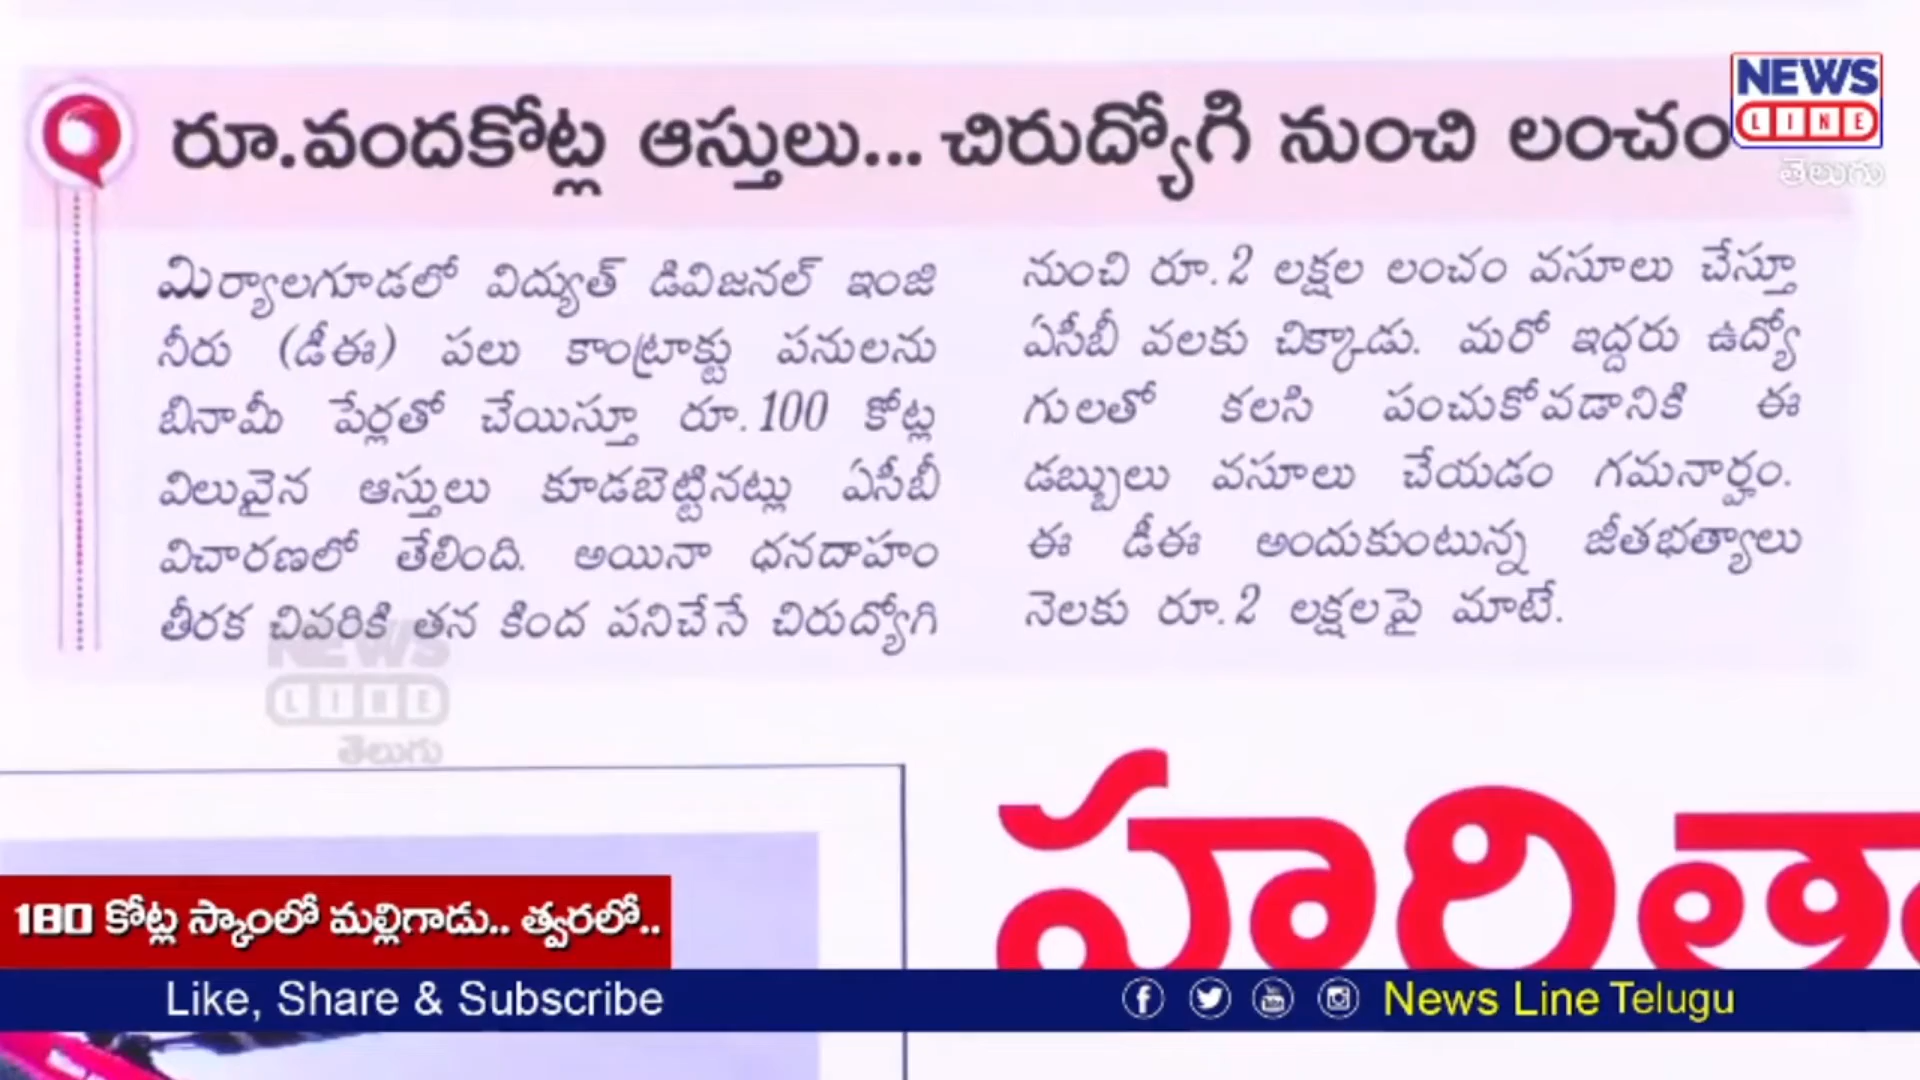 NEWS
LINE
తెలుగు
రూ.వందకోట్ల ఆస్తులు... చిరుద్యోగి నుంచి లంచం
మిర్యాలగూడలో విద్యుత్ డివిజనల్ ఇంజి
నీరు (డీఈ) పలు కాంట్రాక్టు పనులను
బినామీ పేర్లతో చేయిస్తూ రూ.100 కోట్ల
విలువైన ఆస్తులు కూడబెట్టినట్లు ఏసీబీ
విచారణలో తేలింది. అయినా ధనదాహం
తీరక చివరికి తన కింద పనిచేసే చిరుద్యోగి
నుంచి రూ.2 లక్షల లంచం వసూలు చేస్తూ
ఏసీబీ వలకు చిక్కాడు. మరో ఇద్దరు ఉద్యో
గులతో కలసి పంచుకోవడానికి ఈ
డబ్బులు వసూలు చేయడం గమనార్హం.
ఈ డీఈ అందుకుంటున్న జీతభత్యాలు
నెలకు రూ.2 లక్షలపై మాటే.
NEWS
LINE
తెలుగు
హరితా
180 కోట్ల స్కాంలో మల్లిగాడు.. త్వరలో..
Like, Share & Subscribe
News Line Telugu